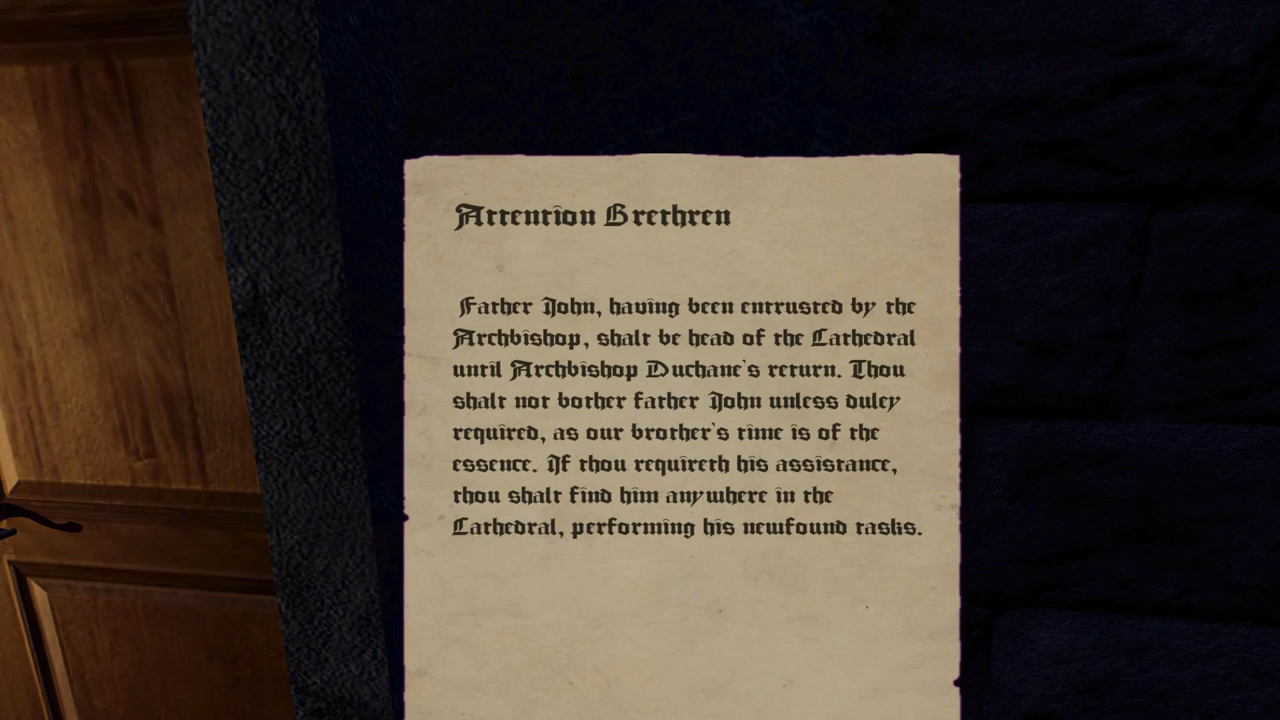 Attention Brethren
Father John, having been entrusted by the
Archbishop, shalt be head of the Cathedral
until Archbishop Duchane's return. Thou
shalt not bother father John unless duley
required, as our brother's time is of the
essence. If thou requireth his assistance,
thou shalt find him anywhere in the
Cathedral, performing his newfound tasks.